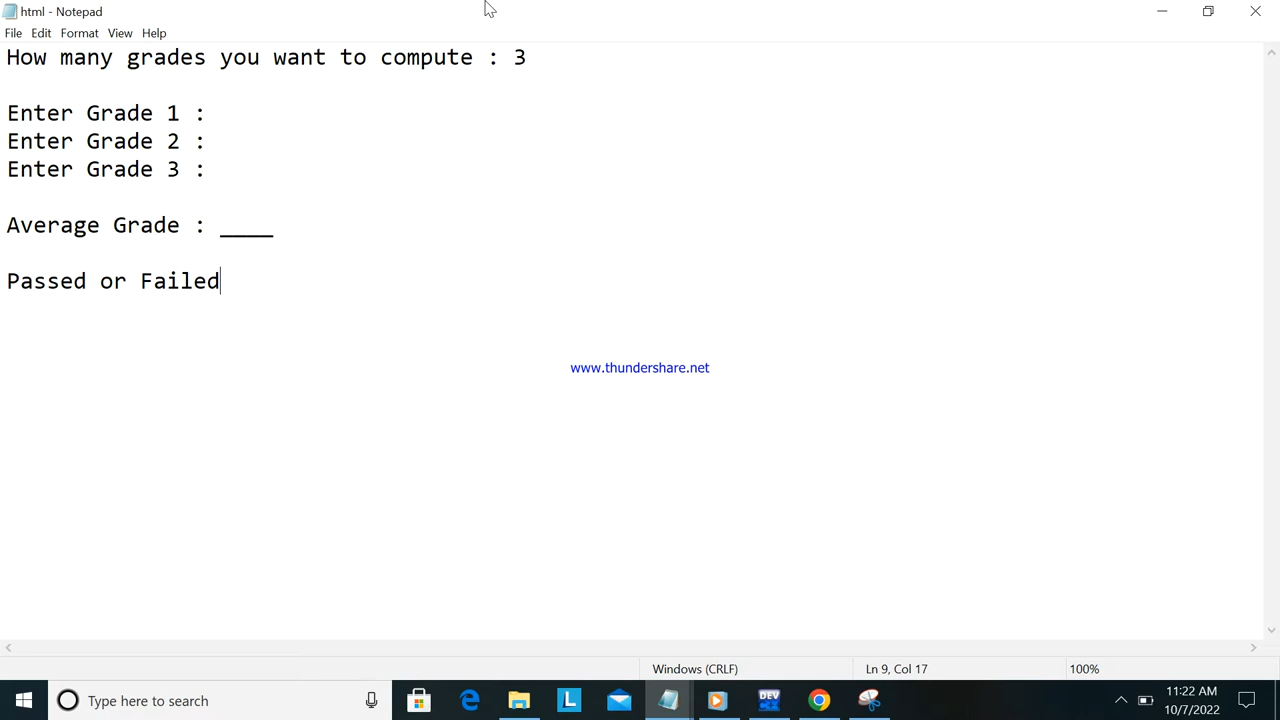 html - Notepad
File Edit Format View Help
How many grades you want to compute : 3
Enter Grade 1 :
Enter Grade 2 :
Enter Grade 3 :
Average Grade : ____
Passed or Failed
www.thundershare.net
Windows (CRLF) Ln 9, Col 17 100%
Type here to search
L
DEV
11:22 AM
10/7/2022